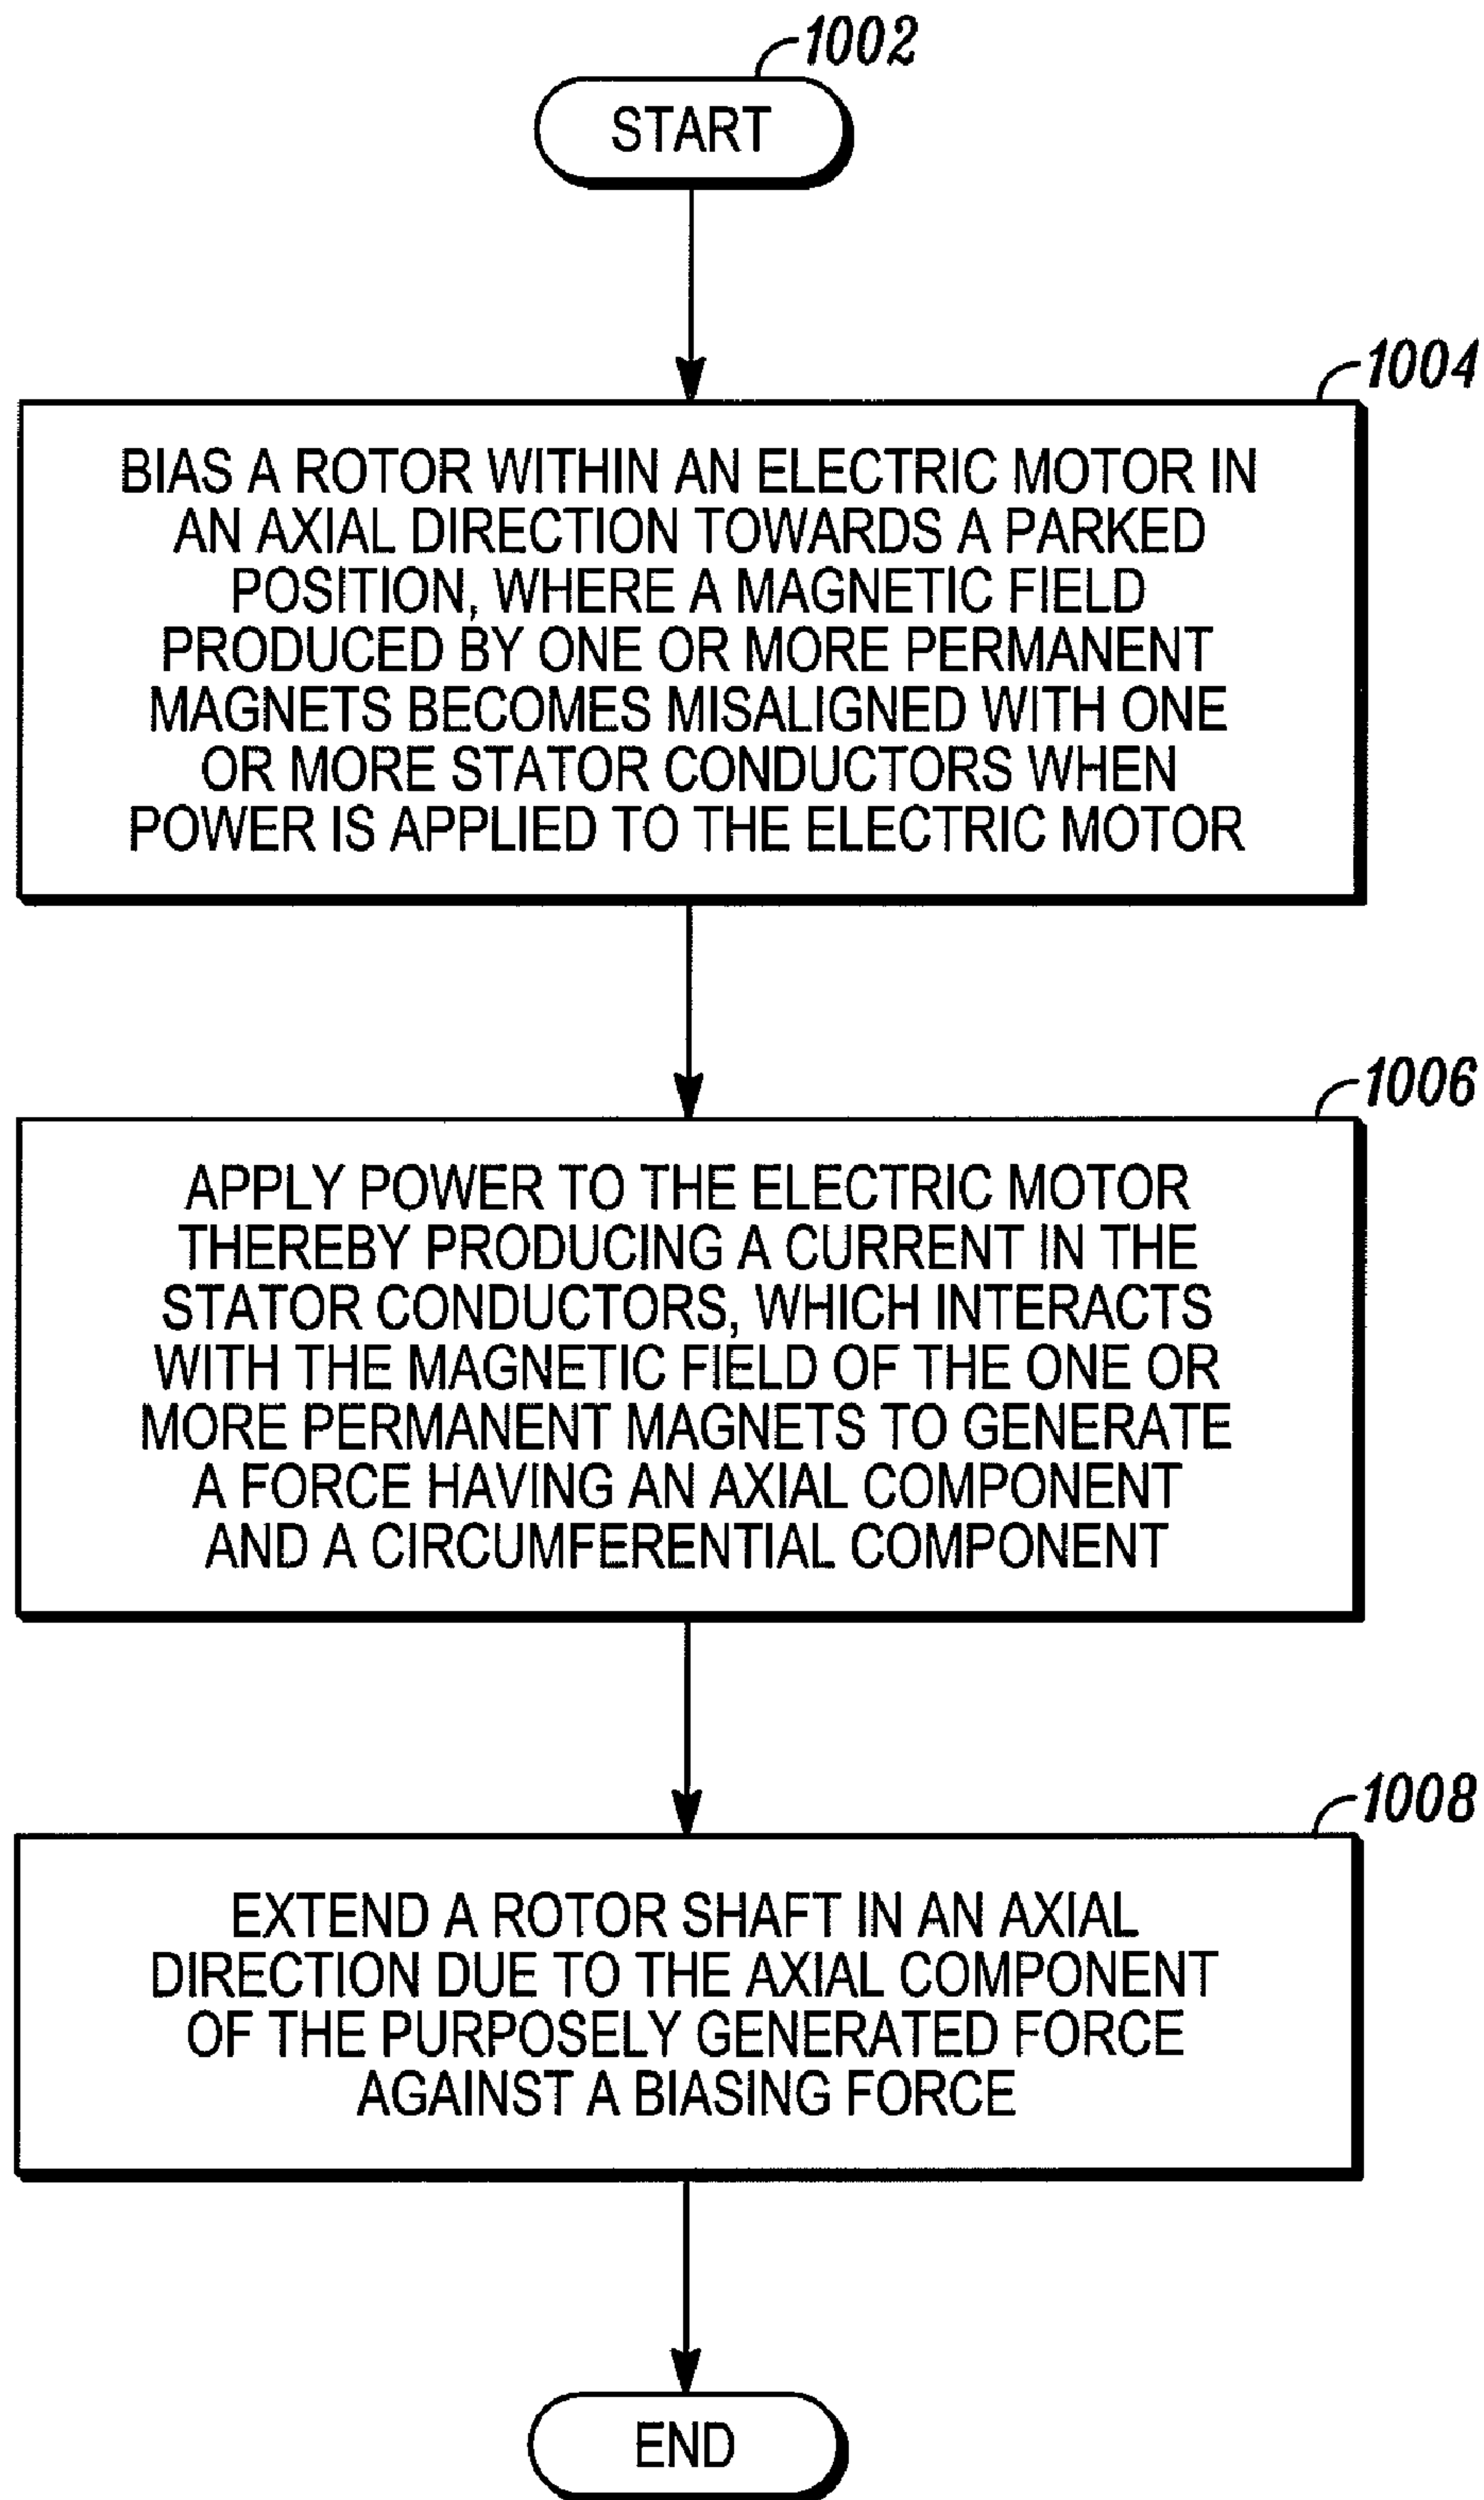 1002
START
1004
BIAS A ROTOR WITHIN AN ELECTRIC MOTOR IN
AN AXIAL DIRECTION TOWARDS A PARKED
POSITION, WHERE A MAGNETIC FIELD
PRODUCED BY ONE OR MORE PERMANENT
MAGNETS BECOMES MISALIGNED WITH ONE
OR MORE STATOR CONDUCTORS WHEN
POWER IS APPLIED TO THE ELECTRIC MOTOR
1006
APPLY POWER TO THE ELECTRIC MOTOR
THEREBY PRODUCING A CURRENT IN THE
STATOR CONDUCTORS, WHICH INTERACTS
WITH THE MAGNETIC FIELD OF THE ONE OR
MORE PERMANENT MAGNETS TO GENERATE
A FORCE HAVING AN AXIAL COMPONENT
AND A CIRCUMFERENTIAL COMPONENT
1008
EXTEND A ROTOR SHAFT IN AN AXIAL
DIRECTION DUE TO THE AXIAL COMPONENT
OF THE PURPOSELY GENERATED FORCE
AGAINST A BIASING FORCE
END